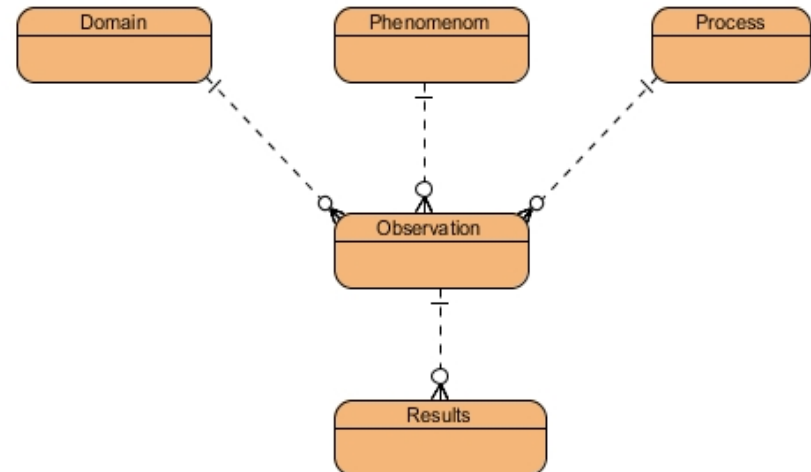 Domain
Phenomenom
Process
Observation
Results